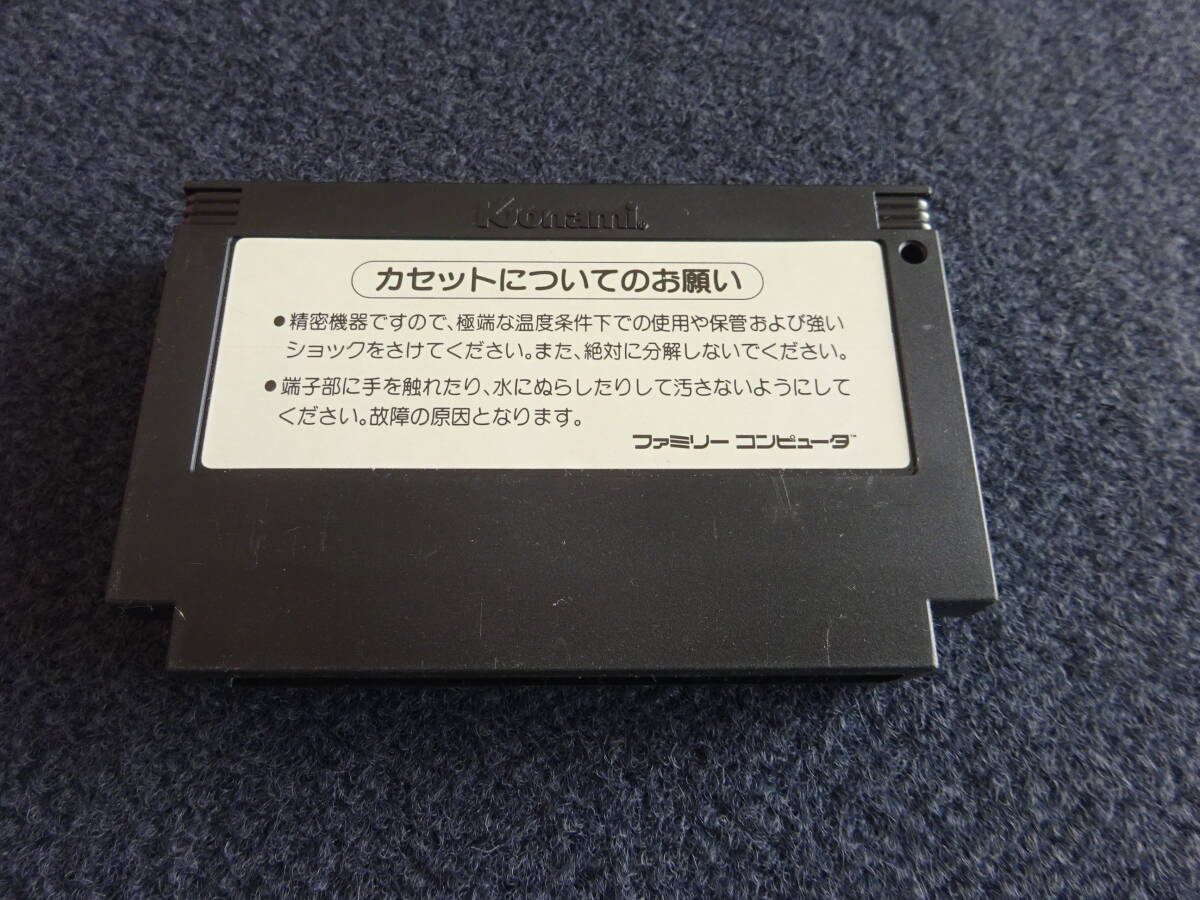 Konami
カセットについてのお願い
●精密機器ですので、極端な温度条件下での使用や保管および強い
ショックをさけてください。また、絶対に分解しないでください。
●端子部に手を触れたり、水にぬらしたりして汚さないようにして
ください。故障の原因となります。
ファミリー コンピュータ™